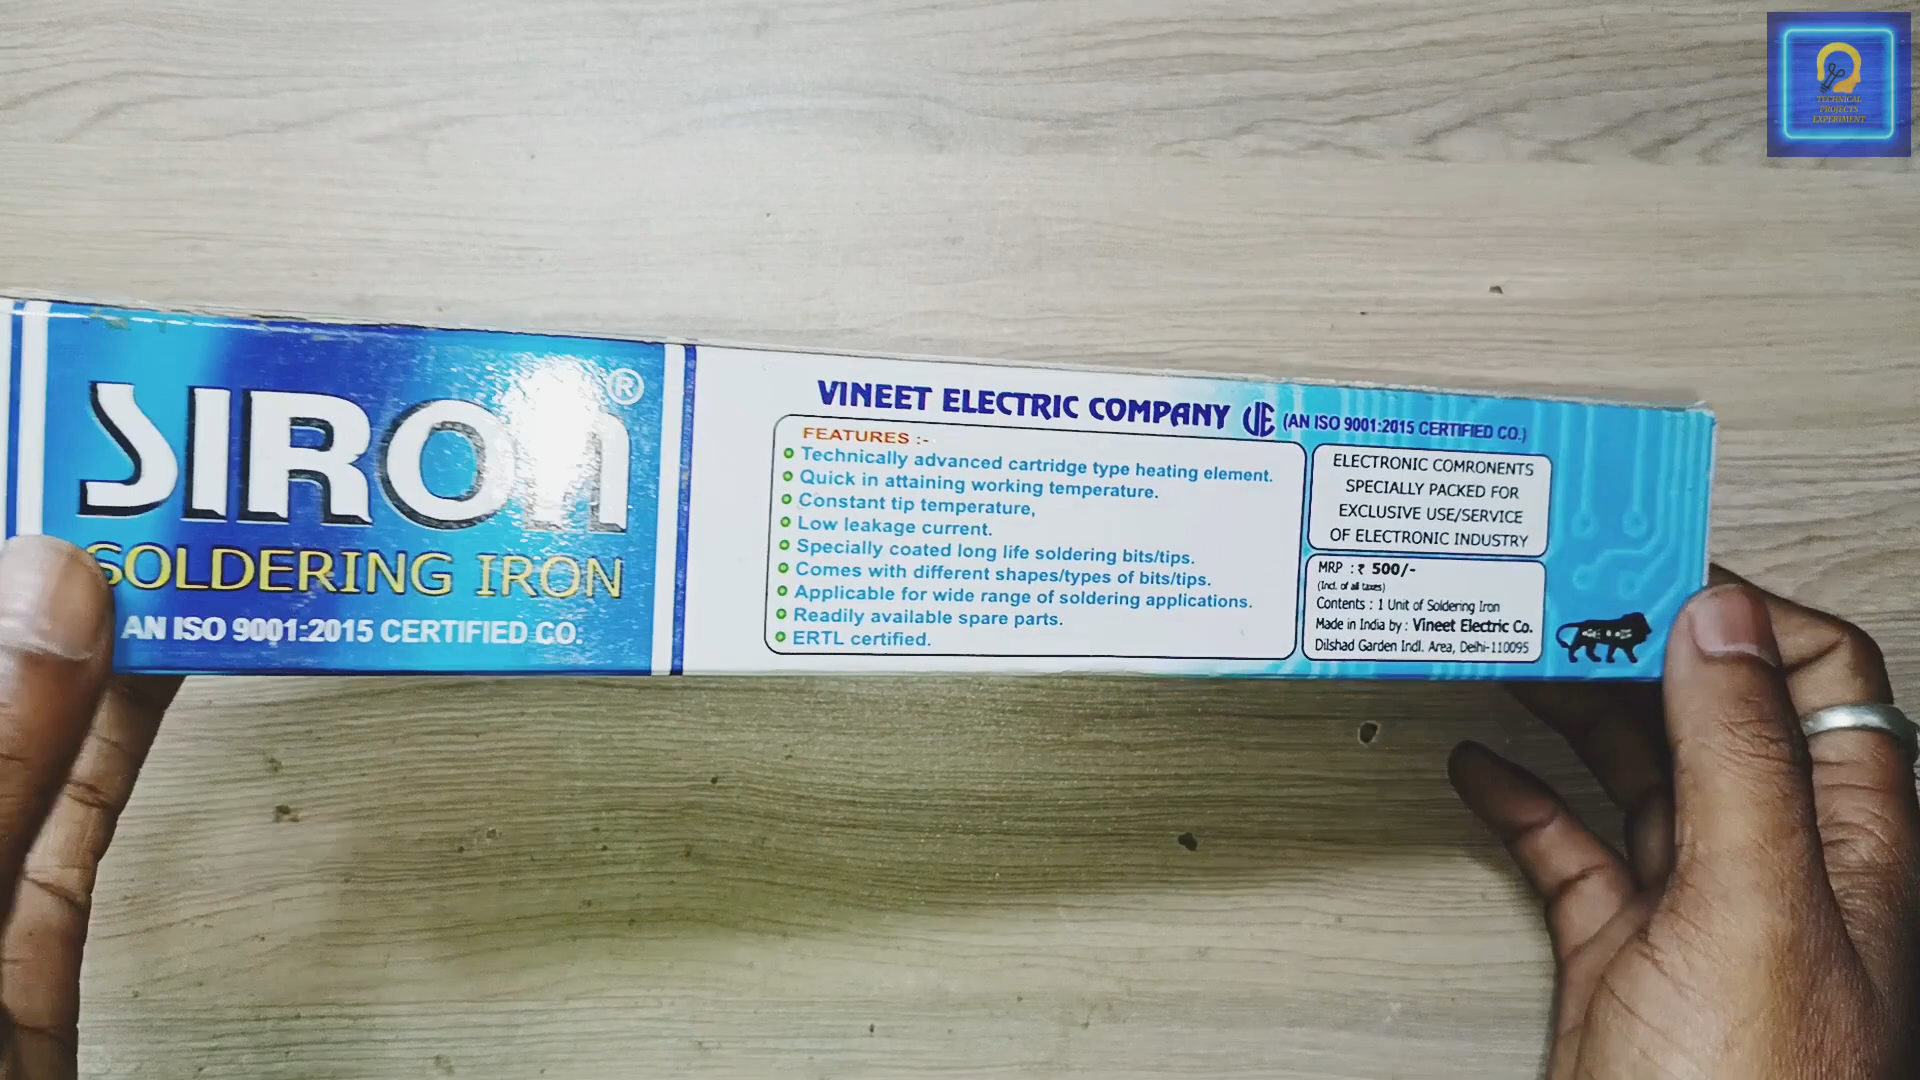 TECHNICAL
PROJECTS
EXPERIMENT
SIRON®
SOLDERING IRON
AN ISO 9001:2015 CERTIFIED CO.
VINEET ELECTRIC COMPANY VE (AN ISO 9001:2015 CERTIFIED CO.)
FEATURES :-
Technically advanced cartridge type heating element.
Quick in attaining working temperature.
Constant tip temperature,
Low leakage current.
Specially coated long life soldering bits/tips.
Comes with different shapes/types of bits/tips.
Applicable for wide range of soldering applications.
Readily available spare parts.
ERTL certified.
ELECTRONIC COMRONENTS
SPECIALLY PACKED FOR
EXCLUSIVE USE/SERVICE
OF ELECTRONIC INDUSTRY
MRP : ₹ 500/-
(Incl. of all taxes)
Contents : 1 Unit of Soldering Iron
Made in India by : Vineet Electric Co.
Dilshad Garden Indl. Area, Delhi-110095